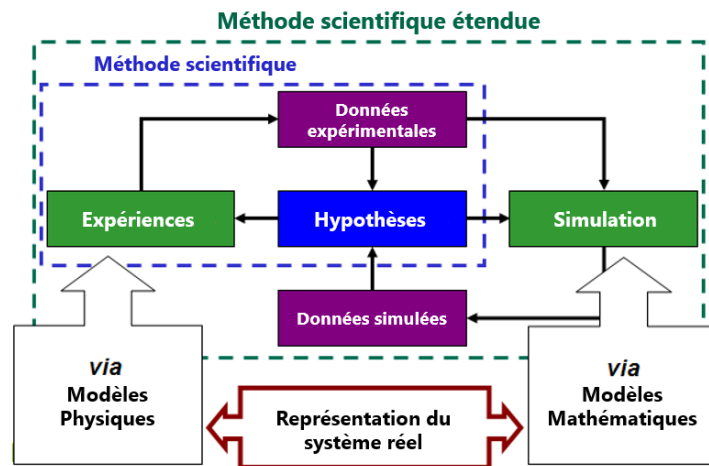 Méthode scientifique étendue
Méthode scientifique
Données
expérimentales
Expériences
Hypothèses
Simulation
Données simulées
via
Modèles
Physiques
Représentation du
système réel
via
Modèles
Mathématiques